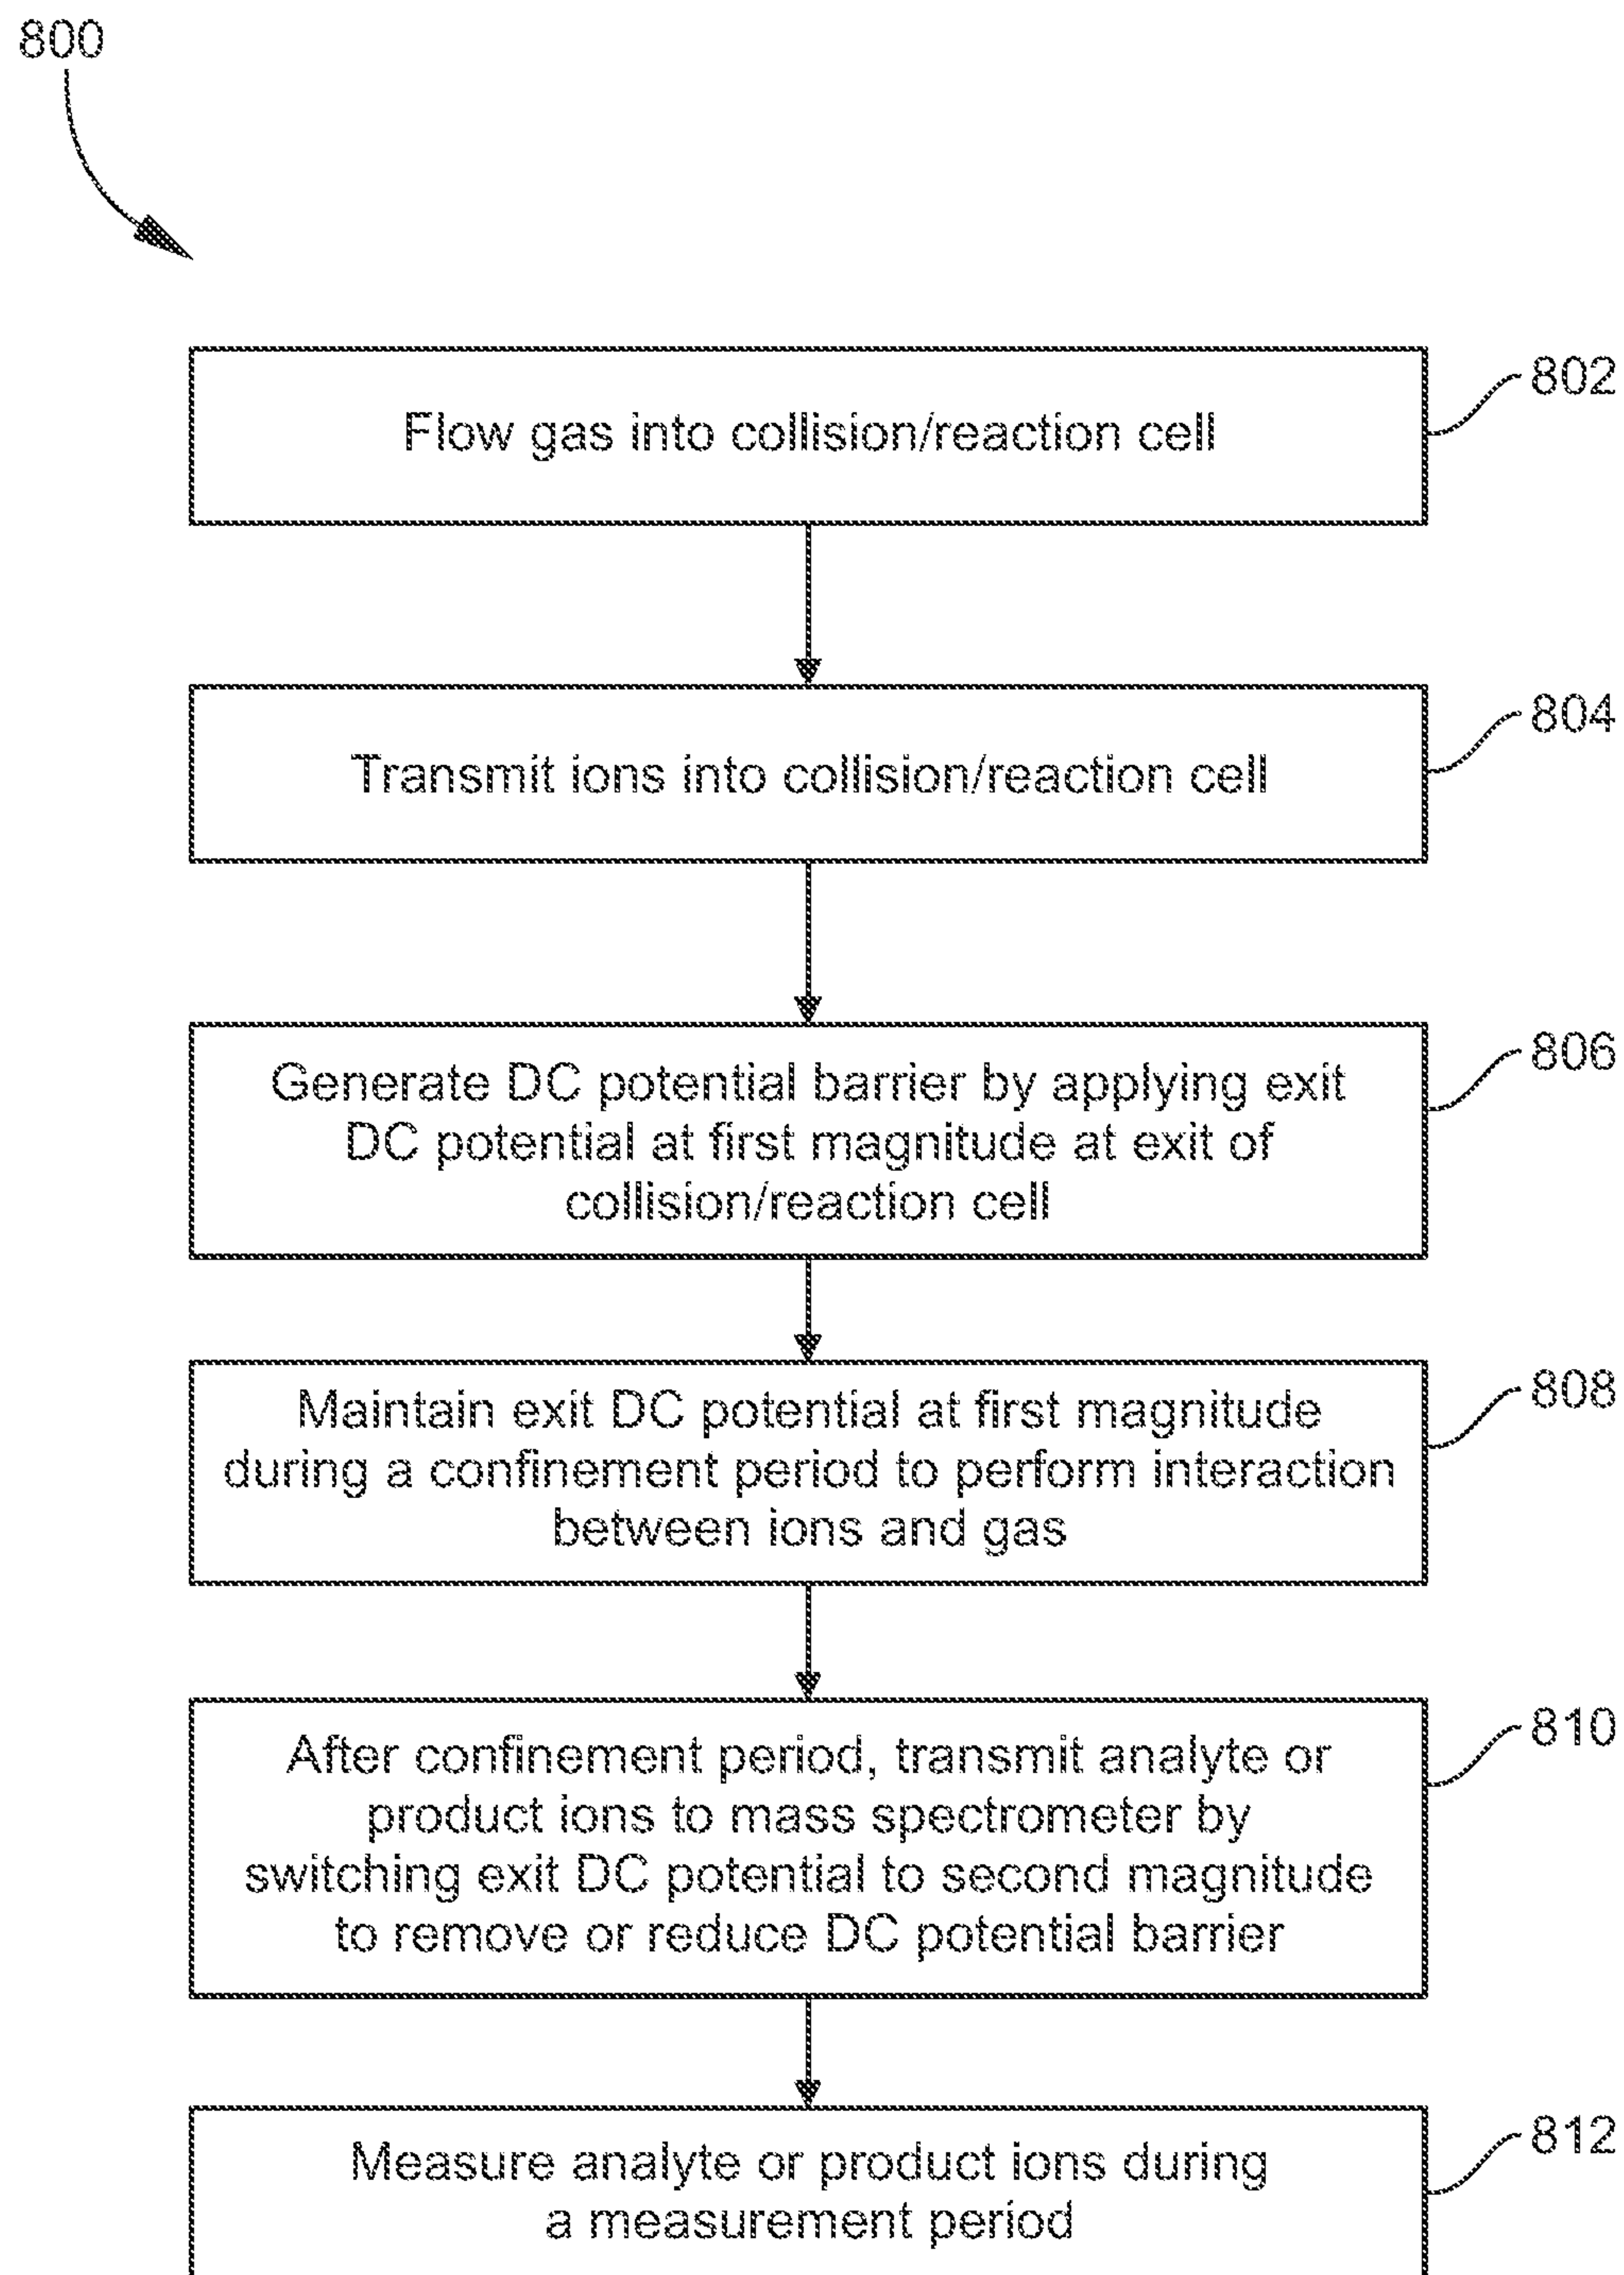 800
Flow gas into collision/reaction cell
802
Transmit ions into collision/reaction cell
804
Generate DC potential barrier by applying exit
DC potential at first magnitude at exit of
collision/reaction cell
806
Maintain exit DC potential at first magnitude
during a confinement period to perform interaction
between ions and gas
808
After confinement period, transmit analyte or
product ions to mass spectrometer by
switching exit DC potential to second magnitude
to remove or reduce DC potential barrier
810
Measure analyte or product ions during
a measurement period
812